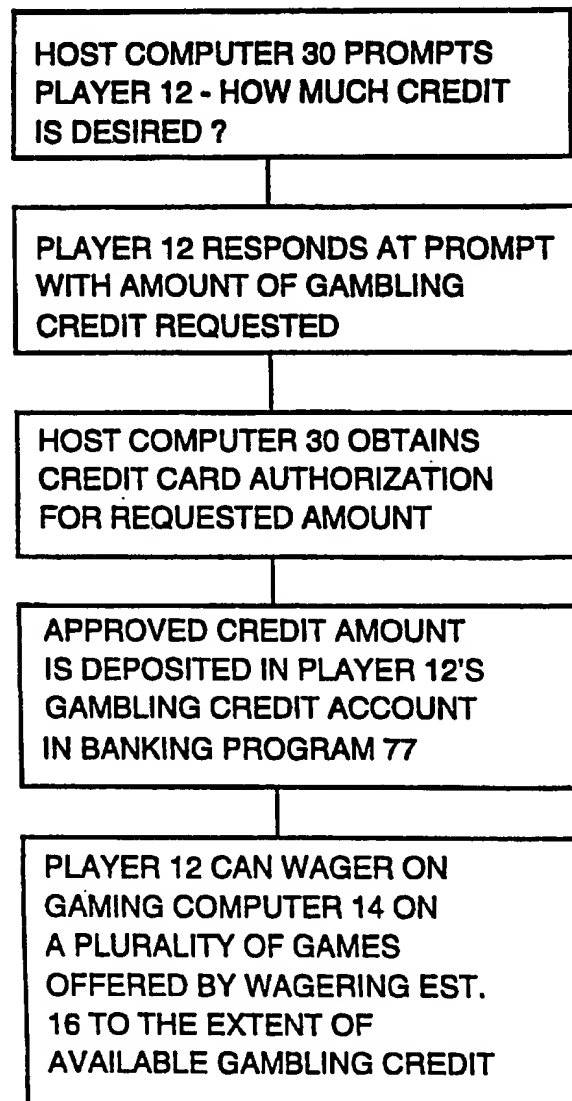 HOST COMPUTER 30 PROMPTS
PLAYER 12 - HOW MUCH CREDIT
IS DESIRED ?
PLAYER 12 RESPONDS AT PROMPT
WITH AMOUNT OF GAMBLING
CREDIT REQUESTED
HOST COMPUTER 30 OBTAINS
CREDIT CARD AUTHORIZATION
FOR REQUESTED AMOUNT
APPROVED CREDIT AMOUNT
IS DEPOSITED IN PLAYER 12'S
GAMBLING CREDIT ACCOUNT
IN BANKING PROGRAM 77
PLAYER 12 CAN WAGER ON
GAMING COMPUTER 14 ON
A PLURALITY OF GAMES
OFFERED BY WAGERING EST.
16 TO THE EXTENT OF
AVAILABLE GAMBLING CREDIT